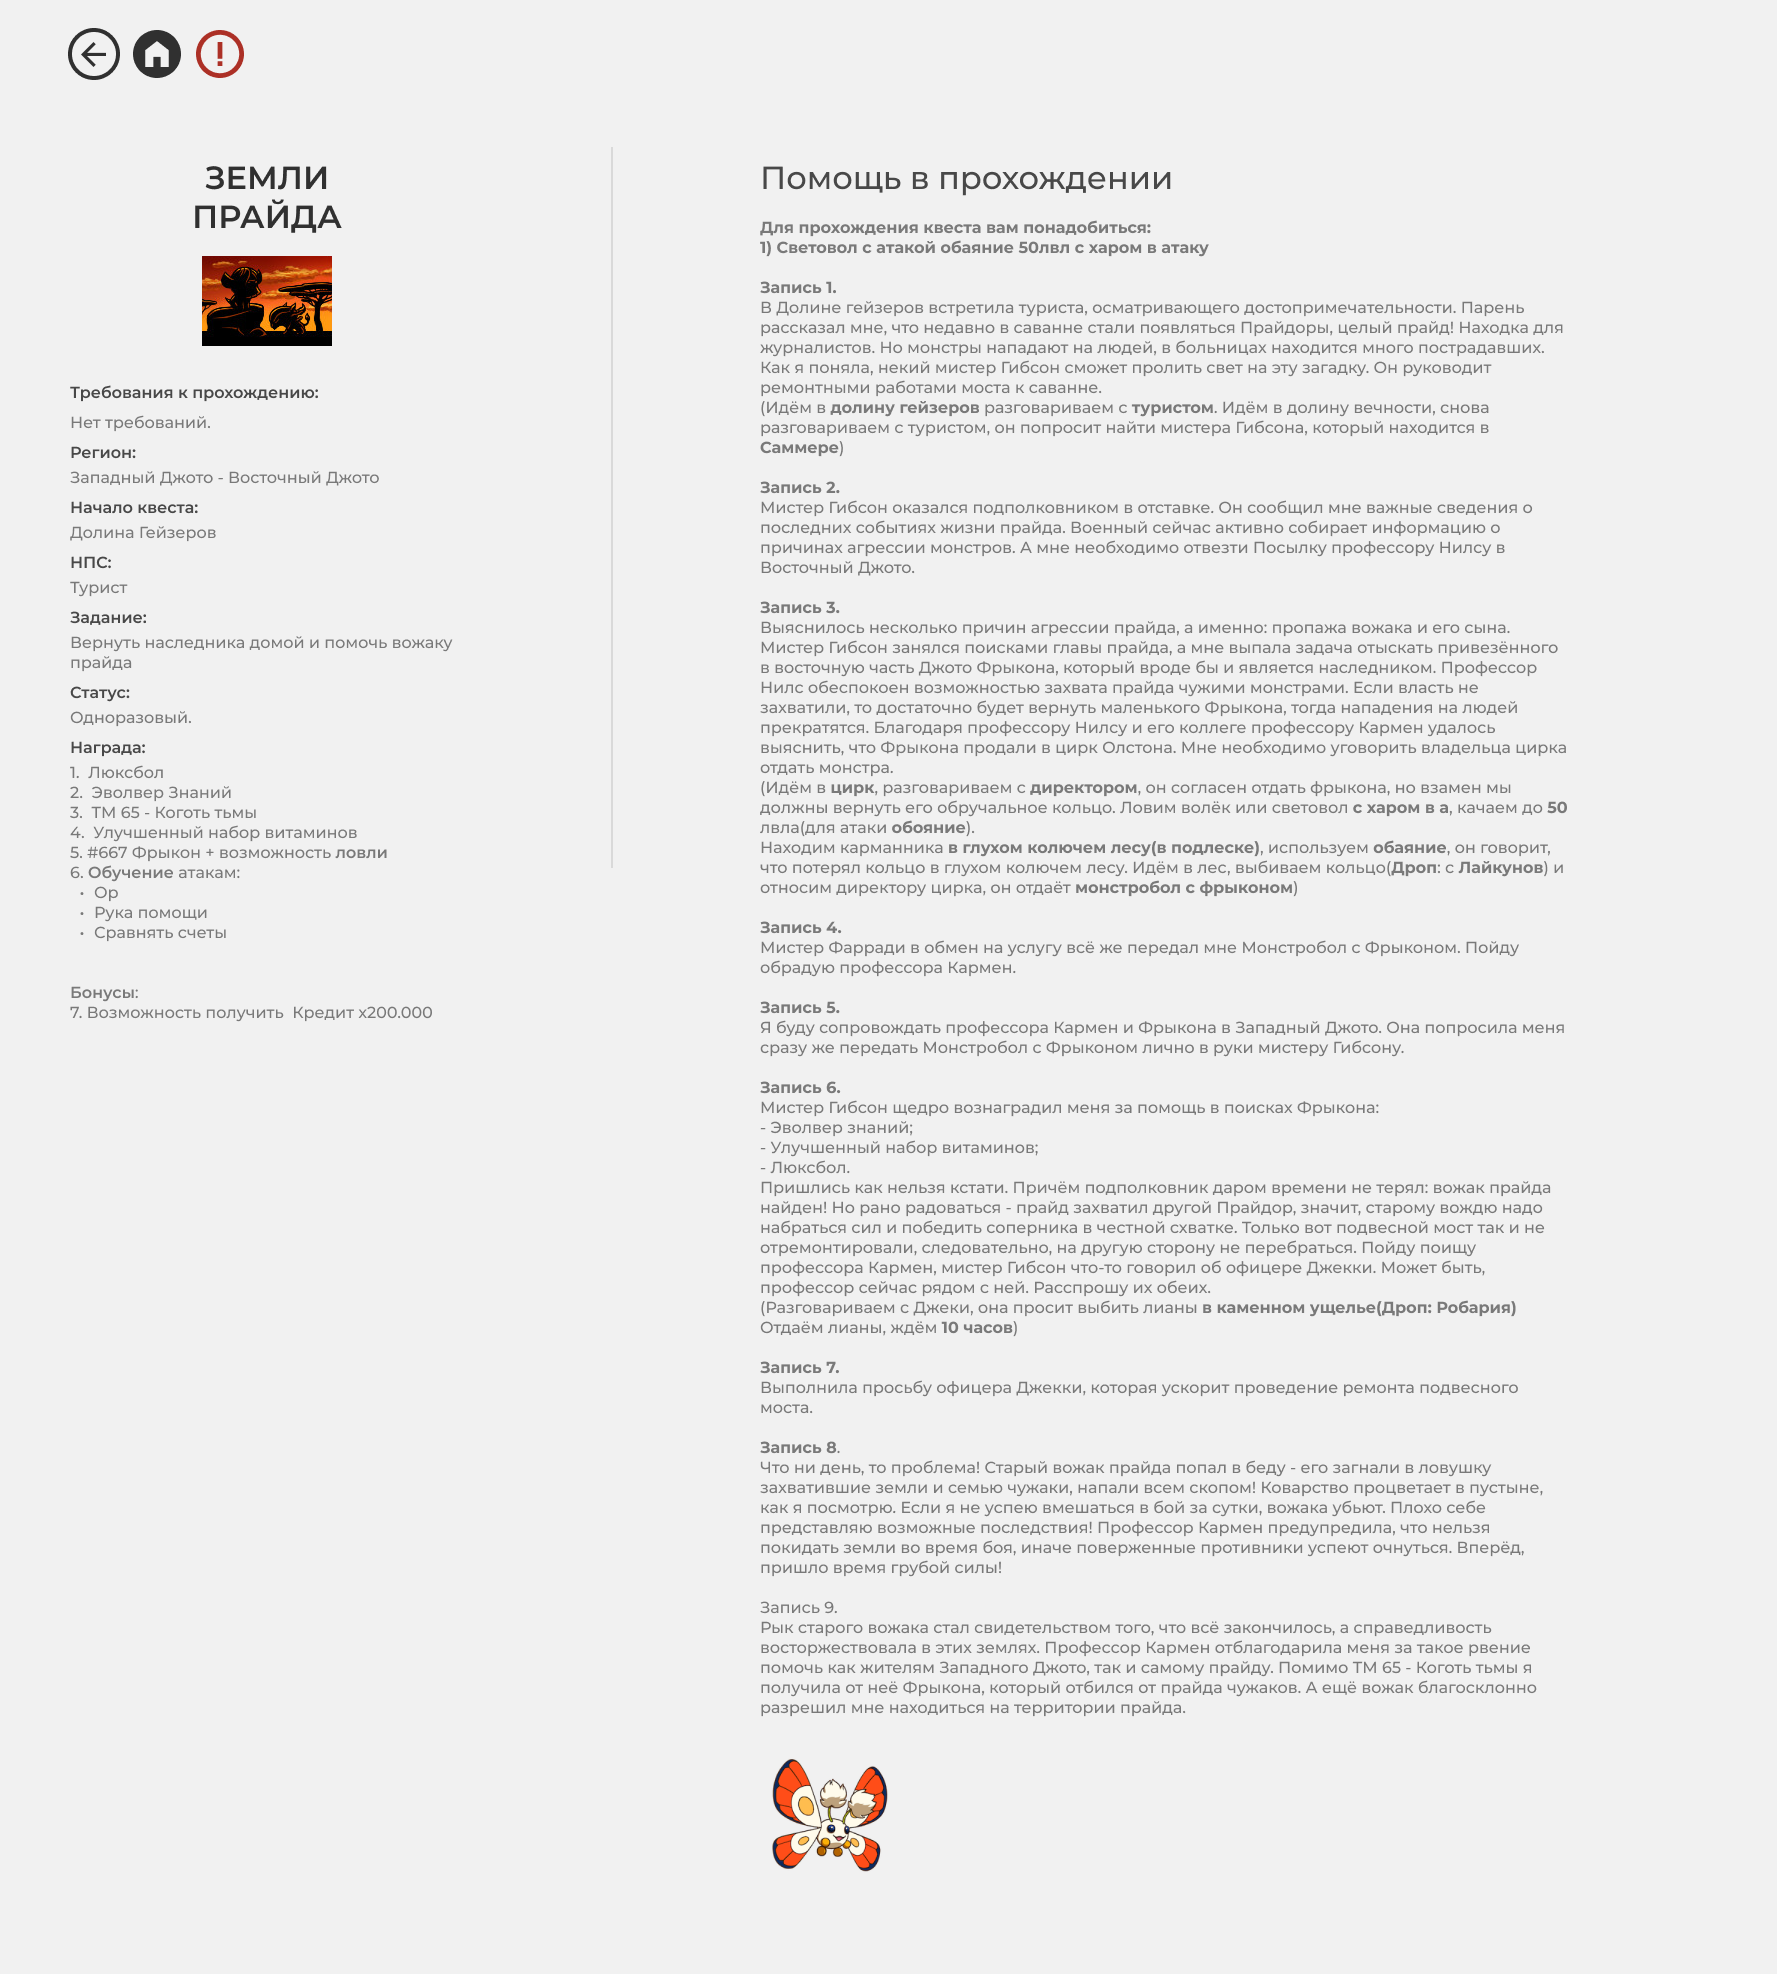 ЗЕМЛИ
ПРАЙДА
Требования к прохождению:
Нет требований.
Регион:
Западный Джото - Восточный Джото
Начало квеста:
Долина Гейзеров
НПС:
Турист
Задание:
Вернуть наследника домой и помочь вожаку
прайда
Статус:
Одноразовый.
Награда:
1.  Люксбол
2.  Эволвер Знаний
3.  ТМ 65 - Коготь тьмы
4.  Улучшенный набор витаминов
5. #667 Фрыкон + возможность ловли
6. Обучение атакам:
•  Ор
•  Рука помощи
•  Сравнять счеты
Бонусы:
7. Возможность получить  Кредит х200.000
Помощь в прохождении
Для прохождения квеста вам понадобиться:
1) Световол с атакой обаяние 50лвл с харом в атаку
Запись 1.
В Долине гейзеров встретила туриста, осматривающего достопримечательности. Парень
рассказал мне, что недавно в саванне стали появляться Прайдоры, целый прайд! Находка для
журналистов. Но монстры нападают на людей, в больницах находится много пострадавших.
Как я поняла, некий мистер Гибсон сможет пролить свет на эту загадку. Он руководит
ремонтными работами моста к саванне.
(Идём в долину гейзеров разговариваем с туристом. Идём в долину вечности, снова
разговариваем с туристом, он попросит найти мистера Гибсона, который находится в
Саммере)
Запись 2.
Мистер Гибсон оказался подполковником в отставке. Он сообщил мне важные сведения о
последних событиях жизни прайда. Военный сейчас активно собирает информацию о
причинах агрессии монстров. А мне необходимо отвезти Посылку профессору Нилсу в
Восточный Джото.
Запись 3.
Выяснилось несколько причин агрессии прайда, а именно: пропажа вожака и его сына.
Мистер Гибсон занялся поисками главы прайда, а мне выпала задача отыскать привезённого
в восточную часть Джото Фрыкона, который вроде бы и является наследником. Профессор
Нилс обеспокоен возможностью захвата прайда чужими монстрами. Если власть не
захватили, то достаточно будет вернуть маленького Фрыкона, тогда нападения на людей
прекратятся. Благодаря профессору Нилсу и его коллеге профессору Кармен удалось
выяснить, что Фрыкона продали в цирк Олстона. Мне необходимо уговорить владельца цирка
отдать монстра.
(Идём в цирк, разговариваем с директором, он согласен отдать фрыкона, но взамен мы
должны вернуть его обручальное кольцо. Ловим волёк или световол с харом в а, качаем до 50
лвла(для атаки обояние).
Находим карманника в глухом колючем лесу(в подлеске), используем обаяние, он говорит,
что потерял кольцо в глухом колючем лесу. Идём в лес, выбиваем кольцо(Дроп: с Лайкунов) и
относим директору цирка, он отдаёт монстробол с фрыконом)
Запись 4.
Мистер Фарради в обмен на услугу всё же передал мне Монстробол с Фрыконом. Пойду
обрадую профессора Кармен.
Запись 5.
Я буду сопровождать профессора Кармен и Фрыкона в Западный Джото. Она попросила меня
сразу же передать Монстробол с Фрыконом лично в руки мистеру Гибсону.
Запись 6.
Мистер Гибсон щедро вознаградил меня за помощь в поисках Фрыкона:
- Эволвер знаний;
- Улучшенный набор витаминов;
- Люксбол.
Пришлись как нельзя кстати. Причём подполковник даром времени не терял: вожак прайда
найден! Но рано радоваться - прайд захватил другой Прайдор, значит, старому вождю надо
набраться сил и победить соперника в честной схватке. Только вот подвесной мост так и не
отремонтировали, следовательно, на другую сторону не перебраться. Пойду поищу
профессора Кармен, мистер Гибсон что-то говорил об офицере Джекки. Может быть,
профессор сейчас рядом с ней. Расспрошу их обеих.
(Разговариваем с Джеки, она просит выбить лианы в каменном ущелье(Дроп: Робария)
Отдаём лианы, ждём 10 часов)
Запись 7.
Выполнила просьбу офицера Джекки, которая ускорит проведение ремонта подвесного
моста.
Запись 8.
Что ни день, то проблема! Старый вожак прайда попал в беду - его загнали в ловушку
захватившие земли и семью чужаки, напали всем скопом! Коварство процветает в пустыне,
как я посмотрю. Если я не успею вмешаться в бой за сутки, вожака убьют. Плохо себе
представляю возможные последствия! Профессор Кармен предупредила, что нельзя
покидать земли во время боя, иначе поверженные противники успеют очнуться. Вперёд,
пришло время грубой силы!
Запись 9.
Рык старого вожака стал свидетельством того, что всё закончилось, а справедливость
восторжествовала в этих землях. Профессор Кармен отблагодарила меня за такое рвение
помочь как жителям Западного Джото, так и самому прайду. Помимо ТМ 65 - Коготь тьмы я
получила от неё Фрыкона, который отбился от прайда чужаков. А ещё вожак благосклонно
разрешил мне находиться на территории прайда.